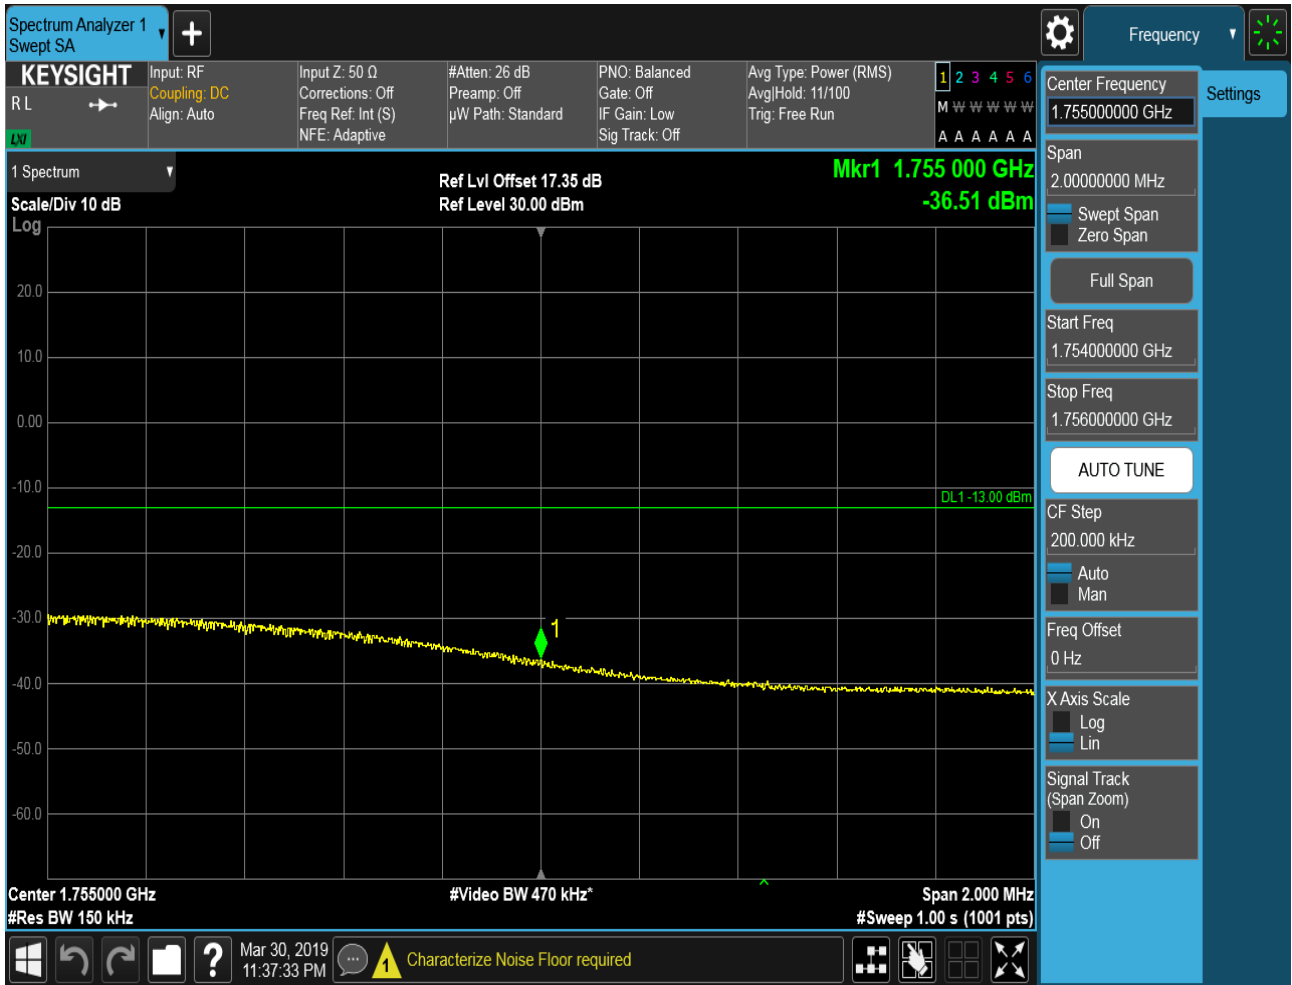 Spectrum Analyzer 1
Swept SA
Frequency
KEYSIGHT
R L
LXI
Input: RF
Coupling: DC
Align: Auto
Input Z: 50 Ω
Corrections: Off
Freq Ref: Int (S)
NFE: Adaptive
#Atten: 26 dB
Preamp: Off
µW Path: Standard
PNO: Balanced
Gate: Off
IF Gain: Low
Sig Track: Off
Avg Type: Power (RMS)
Avg|Hold: 11/100
Trig: Free Run
1 2 3 4 5 6
M W W W W W
A A A A A A
1 Spectrum
Scale/Div 10 dB
Log
Ref Lvl Offset 17.35 dB
Ref Level 30.00 dBm
Mkr1 1.755 000 GHz
-36.51 dBm
20.0
10.0
0.00
-10.0
DL1 -13.00 dBm
-20.0
-30.0
1
-40.0
-50.0
-60.0
Center 1.755000 GHz
#Video BW 470 kHz*
Span 2.000 MHz
#Res BW 150 kHz
#Sweep 1.00 s (1001 pts)
?
Mar 30, 2019
11:37:33 PM
1
Characterize Noise Floor required
Center Frequency
1.755000000 GHz
Settings
Span
2.00000000 MHz
Swept Span
Zero Span
Full Span
Start Freq
1.754000000 GHz
Stop Freq
1.756000000 GHz
AUTO TUNE
CF Step
200.000 kHz
Auto
Man
Freq Offset
0 Hz
X Axis Scale
Log
Lin
Signal Track
(Span Zoom)
On
Off